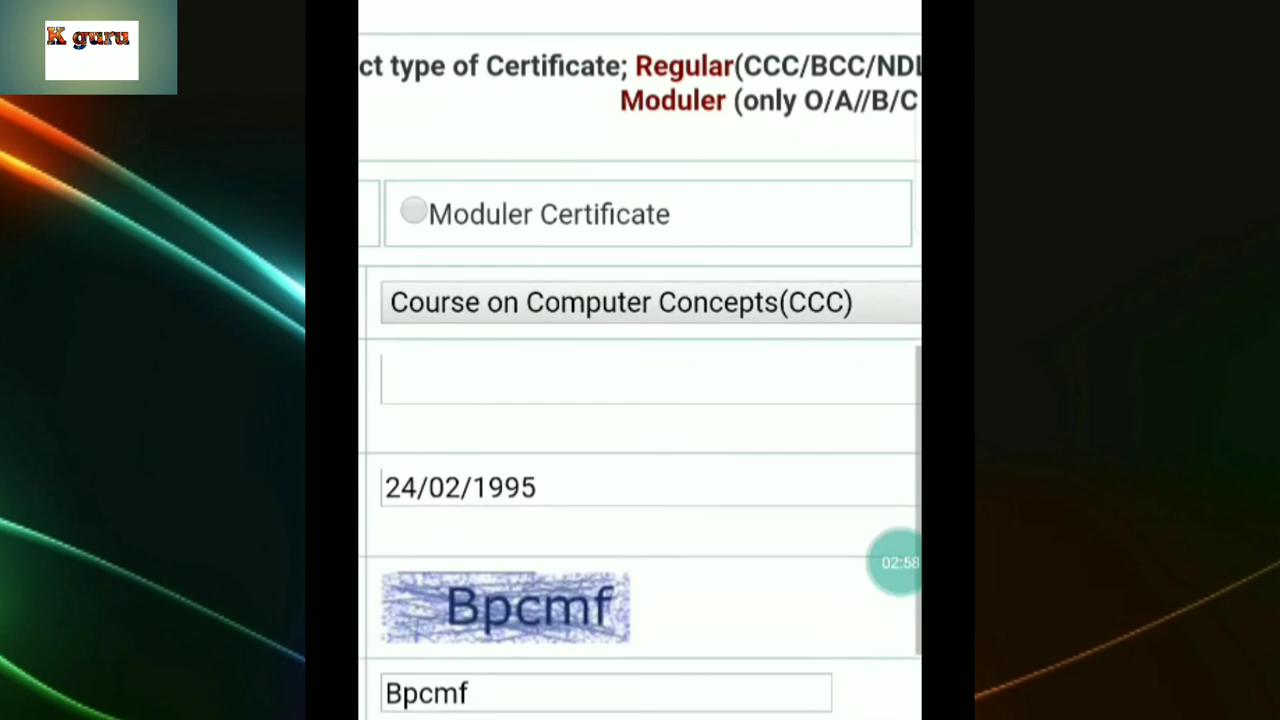 K guru
ct type of Certificate; Regular(CCC/BCC/NDL
Moduler (only O/A//B/C
Moduler Certificate
Course on Computer Concepts(CCC)
24/02/1995
02:58
Bpcmf
Bpcmf